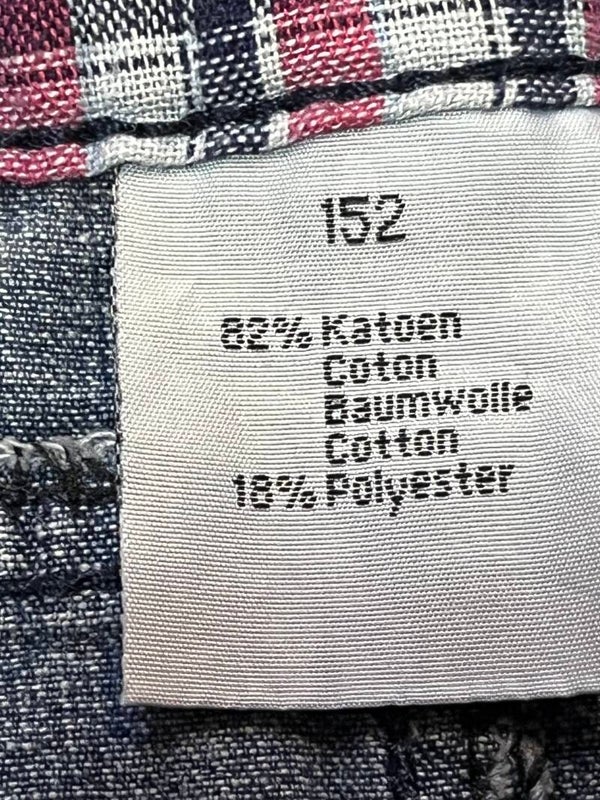 152
82% Katoen
Coton
Baumwolle
Cotton
18% Polyester